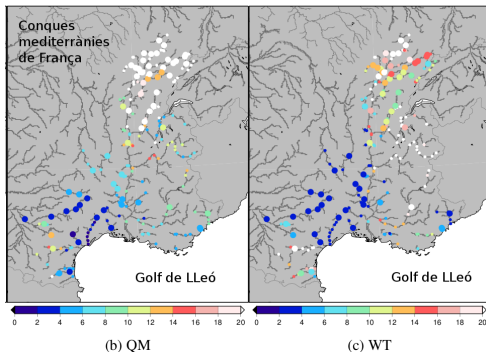 Conques
mediterrànies
de França
Golf de LLeó
Golf de LLeó
0 2 4 6 8 10 12 14 16 18 20
0 2 4 6 8 10 12 14 16 18 20
(b) QM
(c) WT